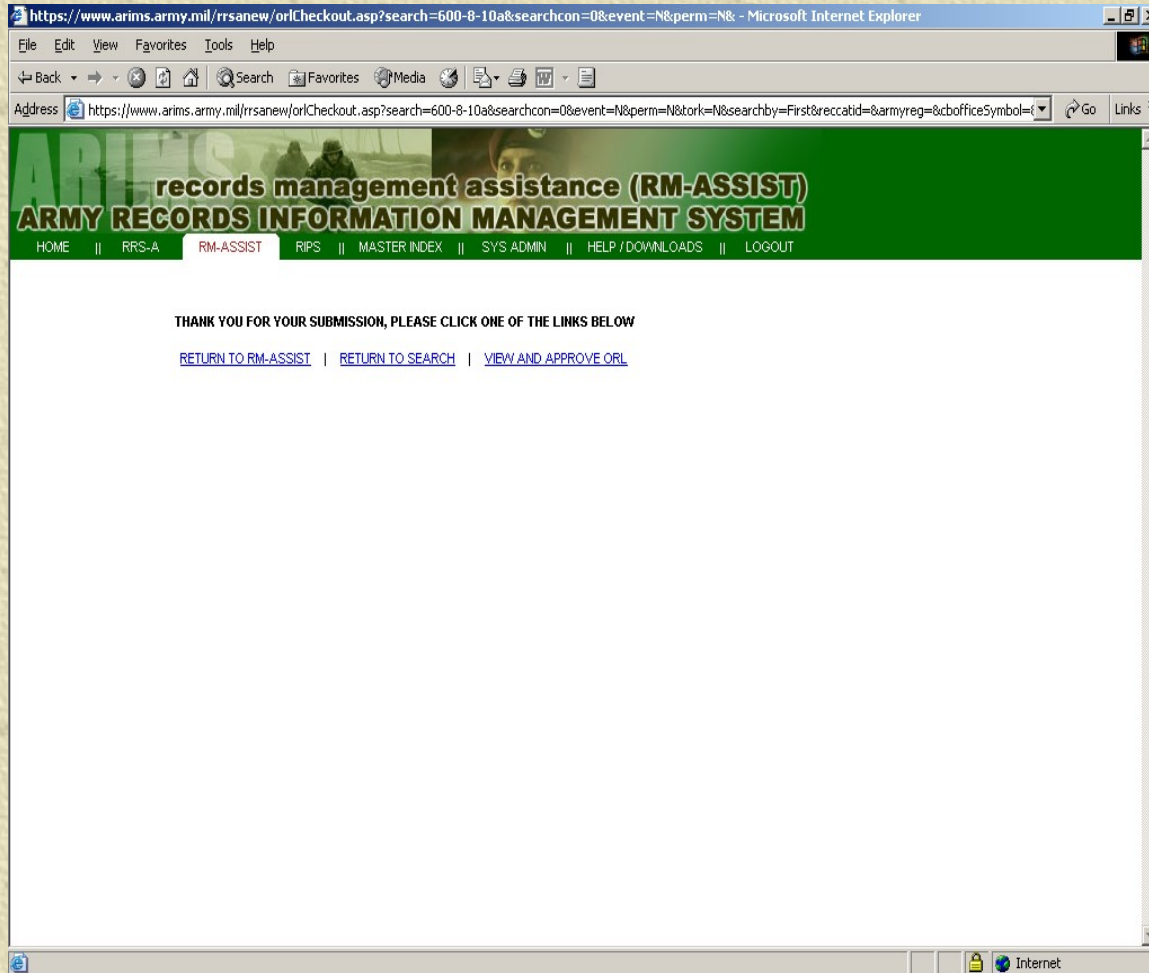 https://www.arims.army.mil/rrsanew/orlCheckout.asp?search=600-8-10a&searchcon=0&event=N&perm=N& - Microsoft Internet Explorer
File Edit View Favorites Tools Help
Back Search Favorites Media
Address https://www.arims.army.mil/rrsanew/orlCheckout.asp?search=600-8-10a&searchcon=0&event=N&perm=N&tork=N&searchby=First&reccatid=&armyreg=&cbofficeSymbol= Go Links
ARIMS
records management assistance (RM-ASSIST)
ARMY RECORDS INFORMATION MANAGEMENT SYSTEM
HOME || RRS-A RM-ASSIST RIPS || MASTER INDEX || SYS ADMIN || HELP / DOWNLOADS || LOGOUT
THANK YOU FOR YOUR SUBMISSION, PLEASE CLICK ONE OF THE LINKS BELOW
RETURN TO RM-ASSIST | RETURN TO SEARCH | VIEW AND APPROVE ORL
Internet